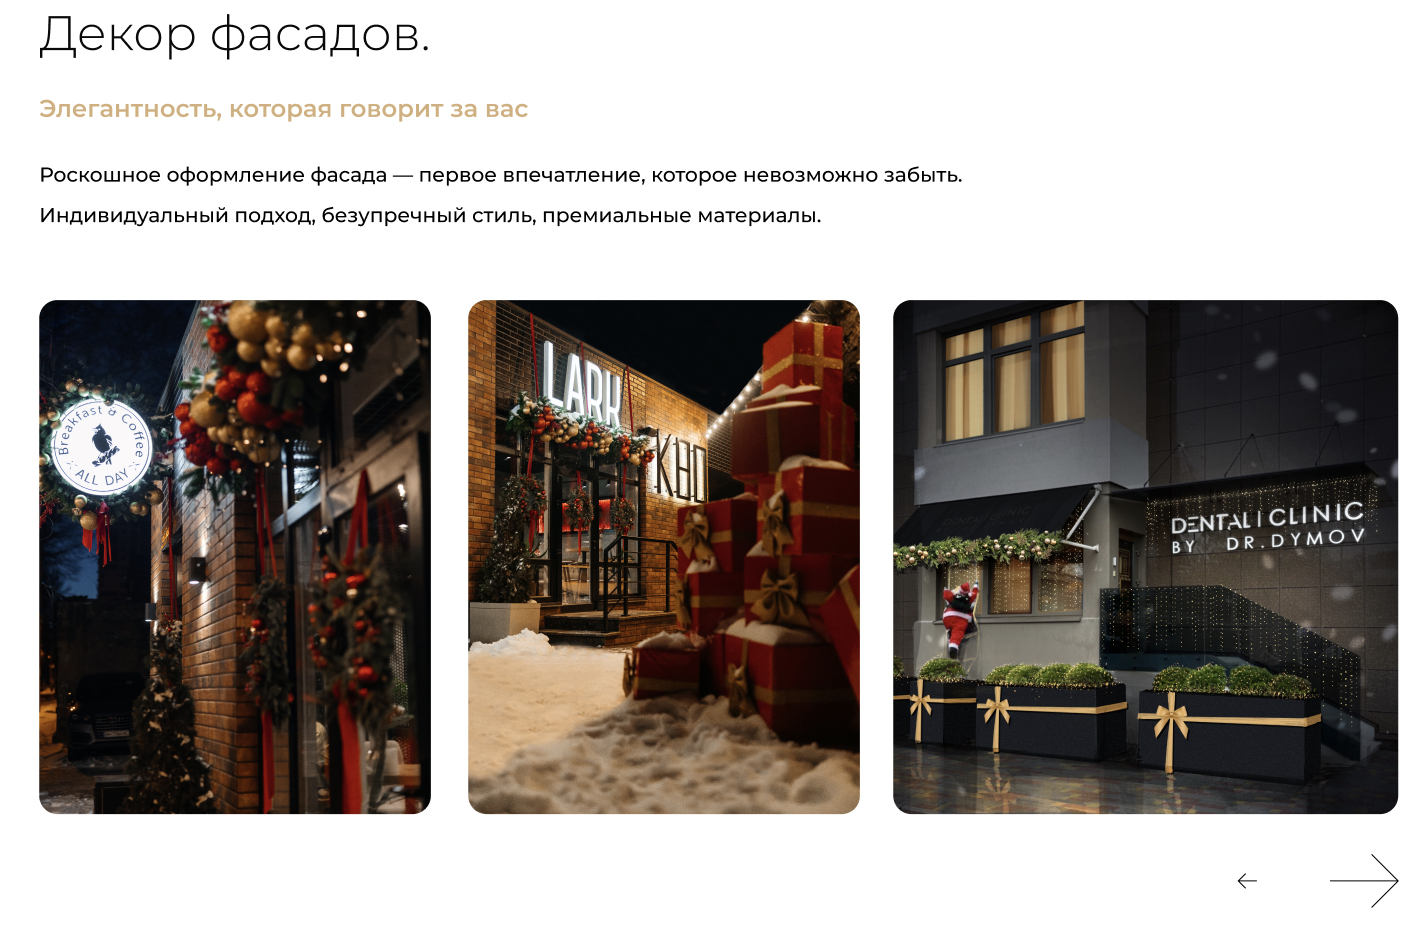 Декор фасадов.
Элегантность, которая говорит за вас
Роскошное оформление фасада — первое впечатление, которое невозможно забыть.
Индивидуальный подход, безупречный стиль, премиальные материалы.
Breakfast & Coffee
ALL DAY
LARK
DENTAL | CLINIC
BY DR.DYMOV